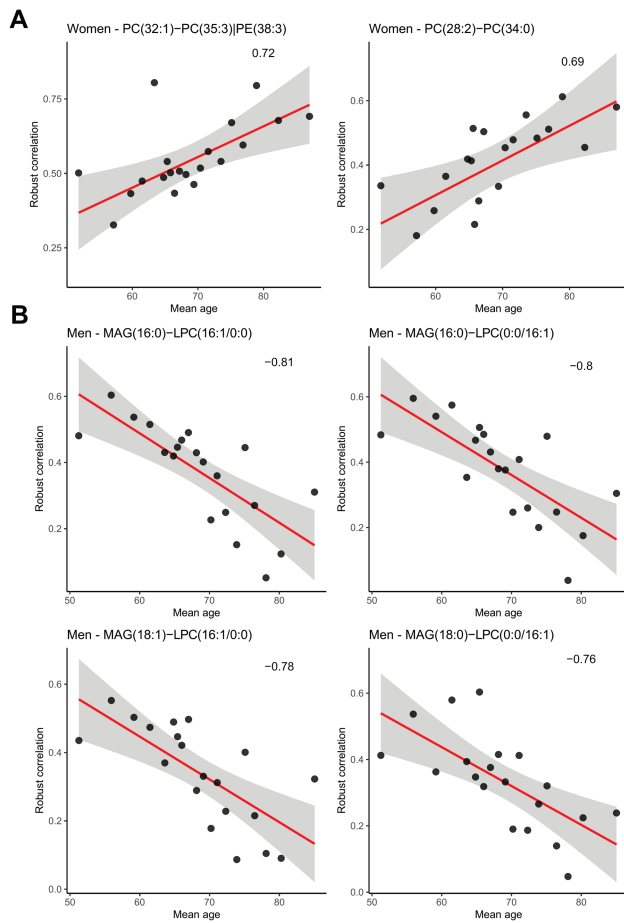 A
Women - PC(32:1)−PC(35:3)|PE(38:3)
0.72
0.75
0.50
0.25
Robust correlation
60 70 80
Mean age
Women - PC(28:2)−PC(34:0)
0.69
0.6
0.4
0.2
Robust correlation
60 70 80
Mean age
B
Men - MAG(16:0)−LPC(16:1/0:0)
−0.81
0.6
0.4
0.2
Robust correlation
50 60 70 80
Mean age
Men - MAG(16:0)−LPC(0:0/16:1)
−0.8
0.6
0.4
0.2
Robust correlation
50 60 70 80
Mean age
Men - MAG(18:1)−LPC(16:1/0:0)
−0.78
0.6
0.4
0.2
0.0
Robust correlation
50 60 70 80
Mean age
Men - MAG(18:0)−LPC(0:0/16:1)
−0.76
0.6
0.4
0.2
0.0
Robust correlation
50 60 70 80
Mean age